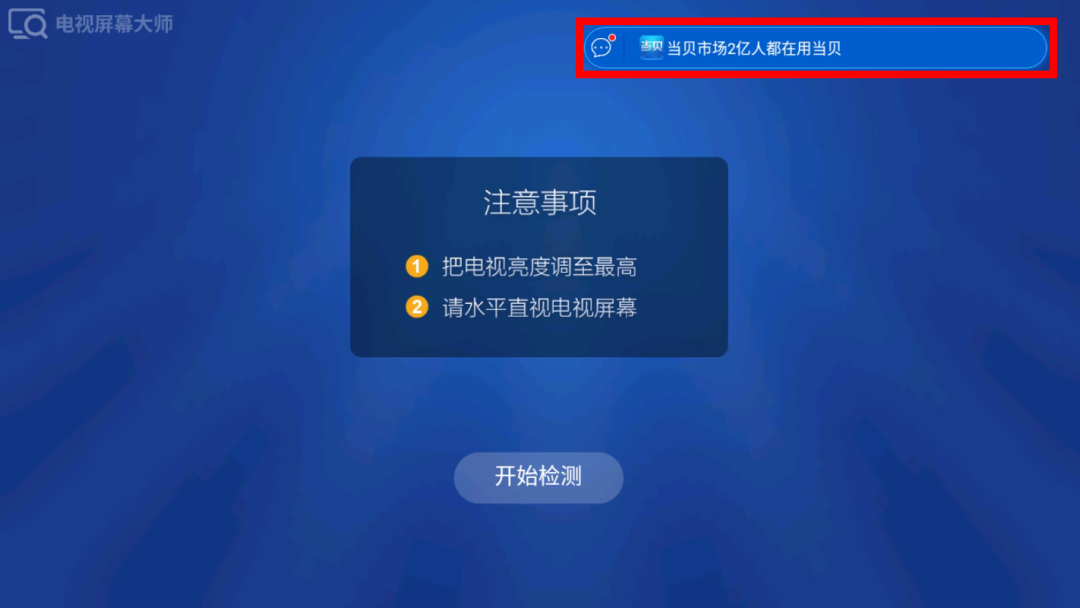 电视屏幕大师
当贝 当贝市场2亿人都在用当贝
注意事项
1 把电视亮度调至最高
2 请水平直视电视屏幕
开始检测